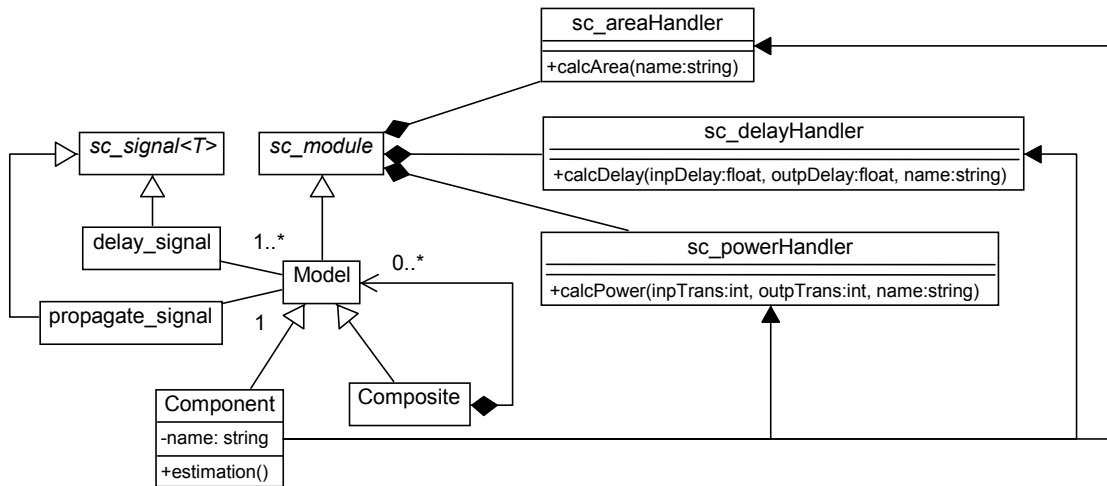 sc_areaHandler
+calcArea(name:string)
sc_signal<T>
sc_module
sc_delayHandler
+calcDelay(inpDelay:float, outpDelay:float, name:string)
delay_signal
1..*
0..*
sc_powerHandler
+calcPower(inpTrans:int, outpTrans:int, name:string)
Model
propagate_signal
1
Component
-name: string
+estimation()
Composite